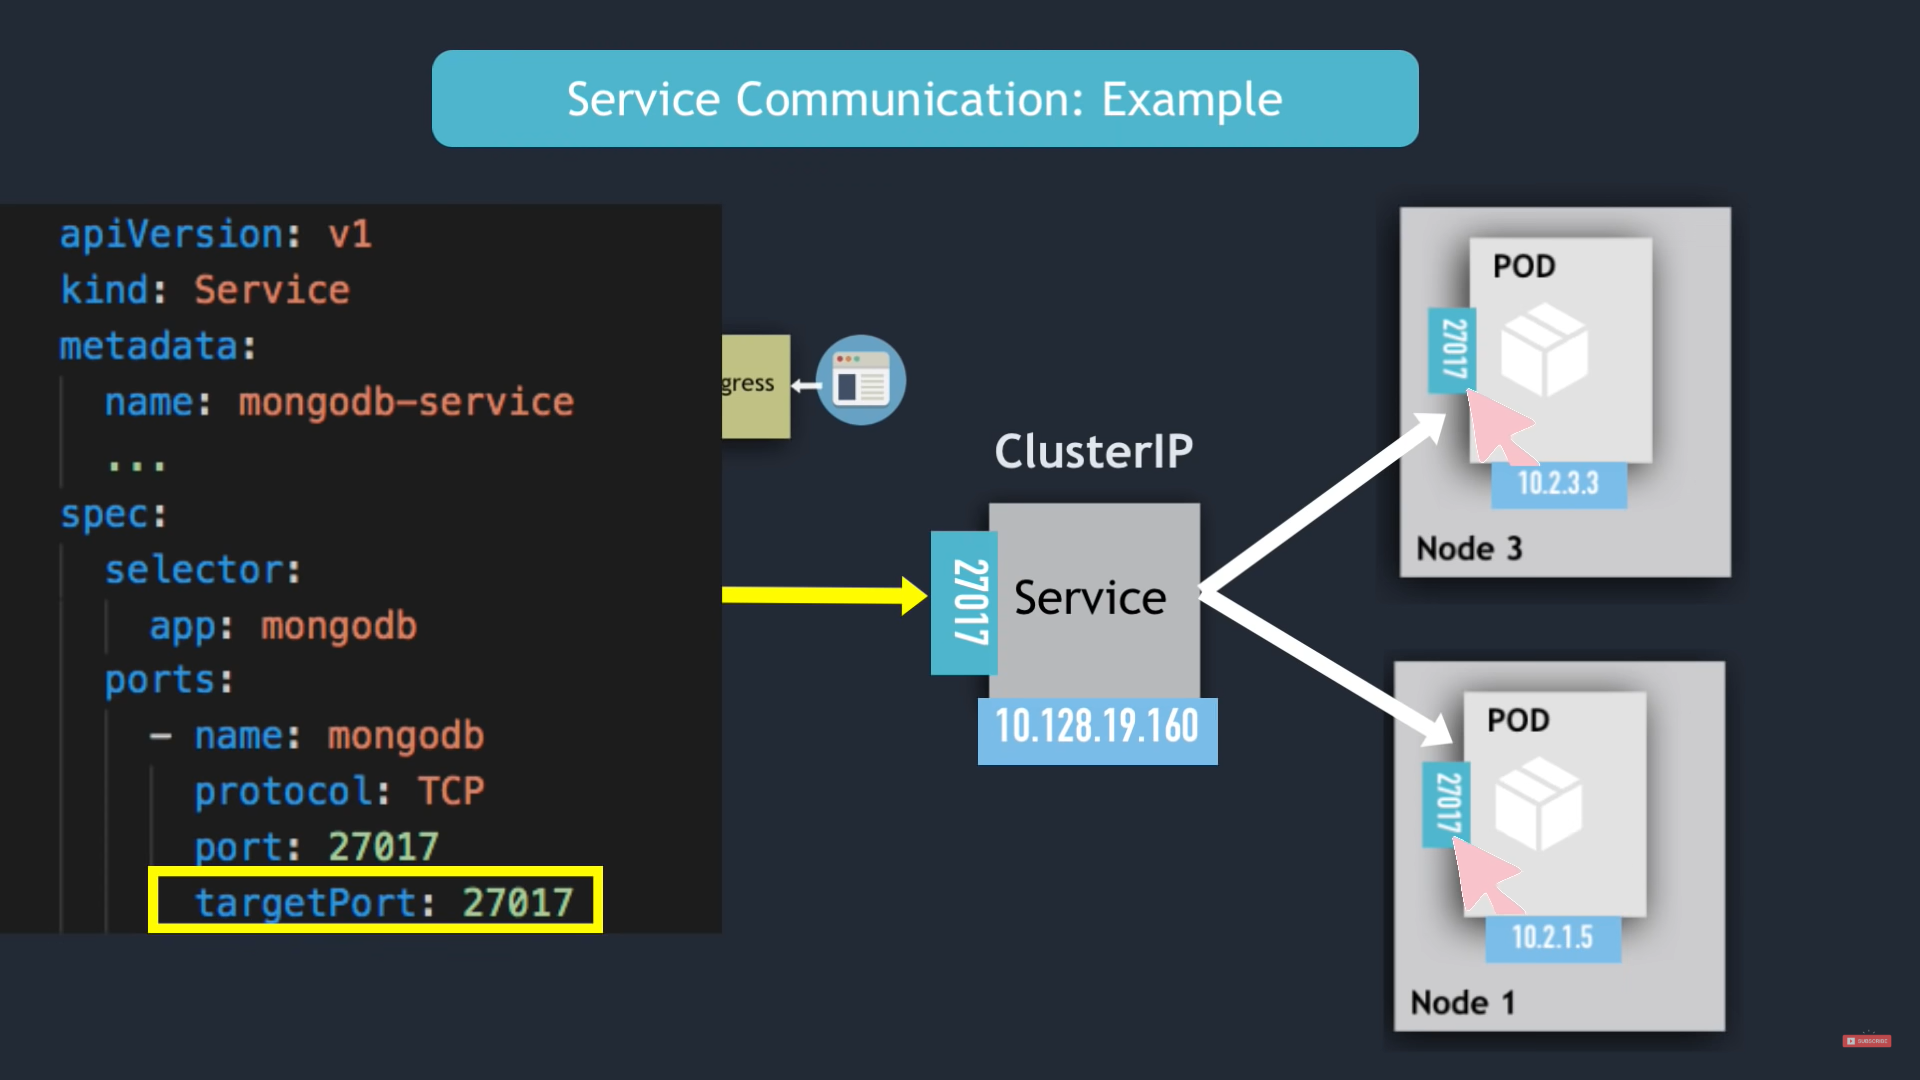 Service Communication: Example
apiVersion: v1
kind: Service
metadata:
name: mongodb-service
...
spec:
selector:
app: mongodb
ports:
- name: mongodb
protocol: TCP
port: 27017
targetPort: 27017
gress
ClusterIP
27017
Service
10.128.19.160
POD
27017
10.2.3.3
Node 3
POD
27017
10.2.1.5
Node 1
SUBSCRIBE